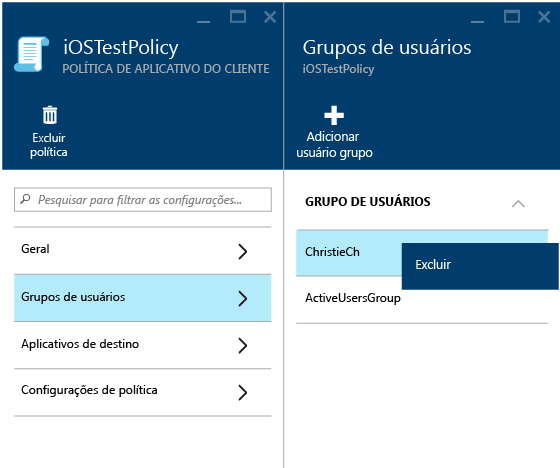 iOSTestPolicy
POLÍTICA DE APLICATIVO DO CLIENTE
Excluir
política
Pesquisar para filtrar as configurações...
Geral
Grupos de usuários
Aplicativos de destino
Configurações de política
Grupos de usuários
iOSTestPolicy
Adicionar
usuário grupo
GRUPO DE USUÁRIOS
ChristieCh
Excluir
ActiveUsersGroup